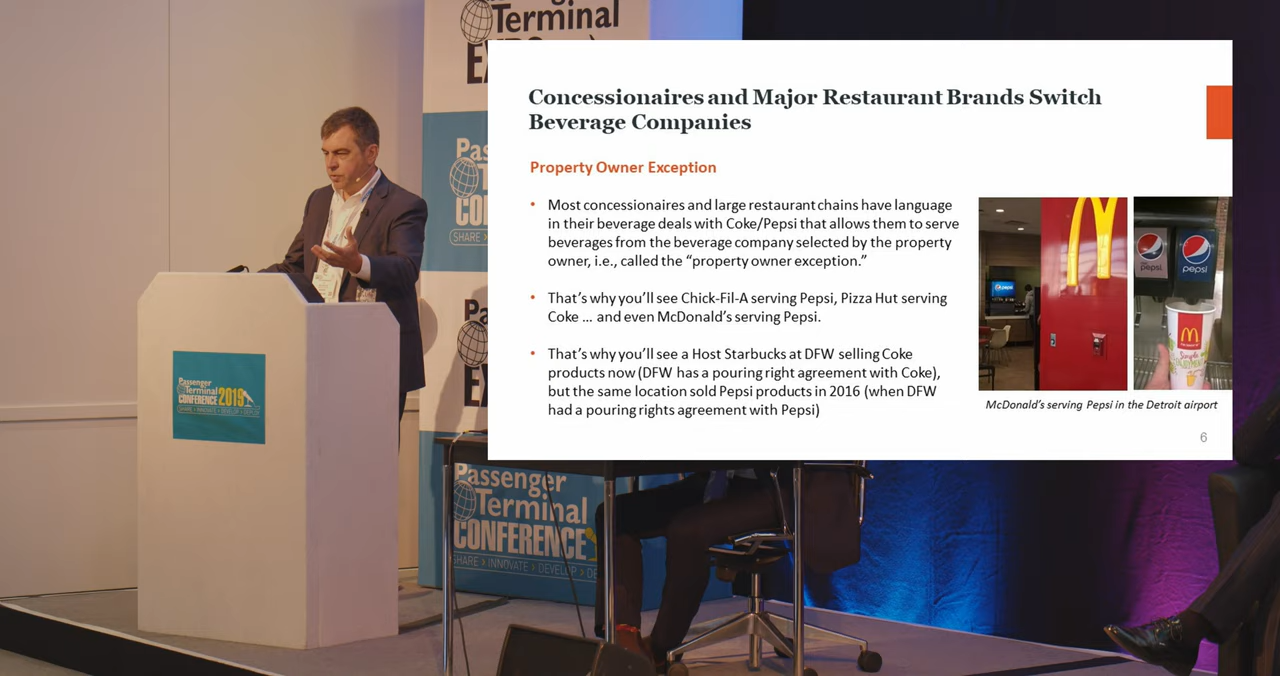 Passenger
Terminal
EXPO
Concessionaires and Major Restaurant Brands Switch
Beverage Companies
Property Owner Exception
• Most concessionaires and large restaurant chains have language
in their beverage deals with Coke/Pepsi that allows them to serve
beverages from the beverage company selected by the property
owner, i.e., called the “property owner exception.”
• That’s why you’ll see Chick-Fil-A serving Pepsi, Pizza Hut serving
Coke … and even McDonald’s serving Pepsi.
• That’s why you’ll see a Host Starbucks at DFW selling Coke
products now (DFW has a pouring right agreement with Coke),
but the same location sold Pepsi products in 2016 (when DFW
had a pouring rights agreement with Pepsi)
pepsi
pepsi
McDonald’s serving Pepsi in the Detroit airport
6
Passenger
Terminal
CONFERENCE 2019
SHARE > INNOVATE > DEVELOP > DEPLOY
Passenger
Terminal
CONFERENCE
SHARE > INNOVATE > DEVELOP > DE